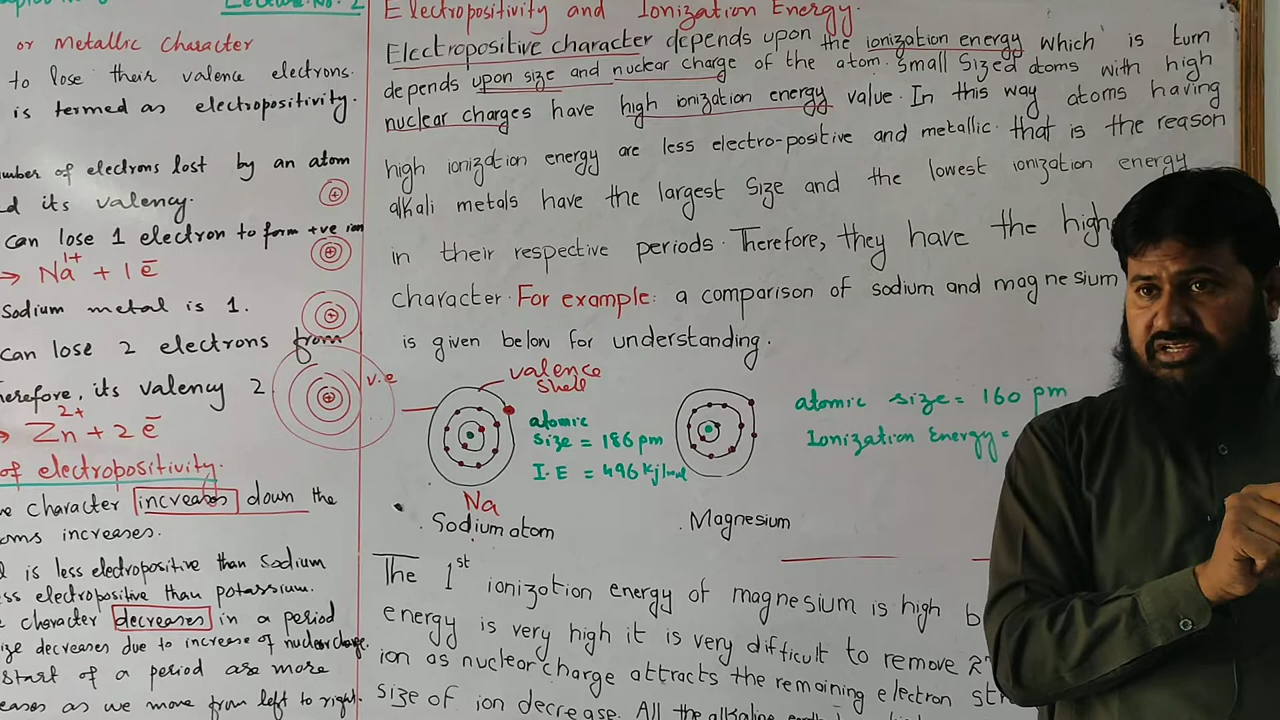 Lecture. No. 2
or Metallic Character
to lose their valence electrons.
is termed as electropositivity.
number of electrons lost by an atom
its valency.
can lose 1 electron to form +ve ion
→ Na¹⁺ + 1 ē
Sodium metal is 1.
can lose 2 electrons from
Therefore, its valency 2
v.e
→ Zn²⁺ + 2 ē
of electropositivity.
character increases down the
increases.
is less electropositive than Sodium
less electropositive than potassium.
character decreases in a period
size decreases due to increase of nuclear charge.
start of a period are more
as we move from left to right.
Electropositivity and Ionization Energy.
Electropositive character depends upon the ionization energy which is turn
depends upon size and nuclear charge of the atom. Small Sized atoms with high
nuclear charges have high ionization energy value. In this way atoms having
high ionization energy are less electro-positive and metallic. that is the reason
alkali metals have the largest Size and the lowest ionization energy
in their respective periods. Therefore, they have the high
character. For example: a comparison of sodium and magnesium
is given below for understanding.
valence
Shell
atomic
size = 186 pm
I.E = 496 KJ/mol
Na
Sodium atom
Magnesium
atomic size = 160 pm
Ionization Energy =
The 1st ionization energy of magnesium is high
energy is very high it is very difficult to remove
ion as nuclear charge attracts the remaining electron
size of ion decrease. All the alkaline